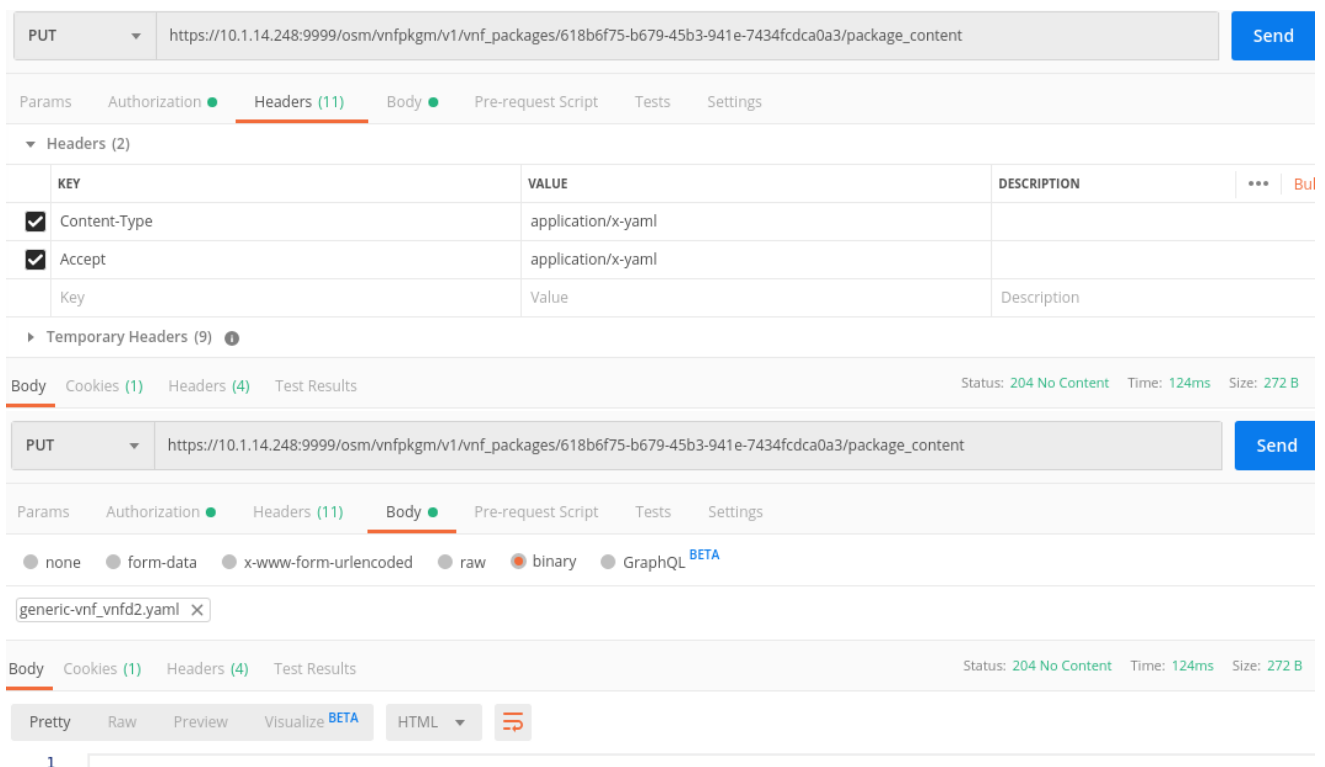 PUT https://10.1.14.248:9999/osm/vnfpkgm/v1/vnf_packages/618b6f75-b679-45b3-941e-7434fcdca0a3/package_content Send
Params Authorization Headers (11) Body Pre-request Script Tests Settings
Headers (2)
KEY VALUE DESCRIPTION ••• Bul
Content-Type application/x-yaml
Accept application/x-yaml
Key Value Description
Temporary Headers (9) i
Body Cookies (1) Headers (4) Test Results Status: 204 No Content Time: 124ms Size: 272 B
PUT https://10.1.14.248:9999/osm/vnfpkgm/v1/vnf_packages/618b6f75-b679-45b3-941e-7434fcdca0a3/package_content Send
Params Authorization Headers (11) Body Pre-request Script Tests Settings
none form-data x-www-form-urlencoded raw binary GraphQL BETA
generic-vnf_vnfd2.yaml ×
Body Cookies (1) Headers (4) Test Results Status: 204 No Content Time: 124ms Size: 272 B
Pretty Raw Preview Visualize BETA HTML
1